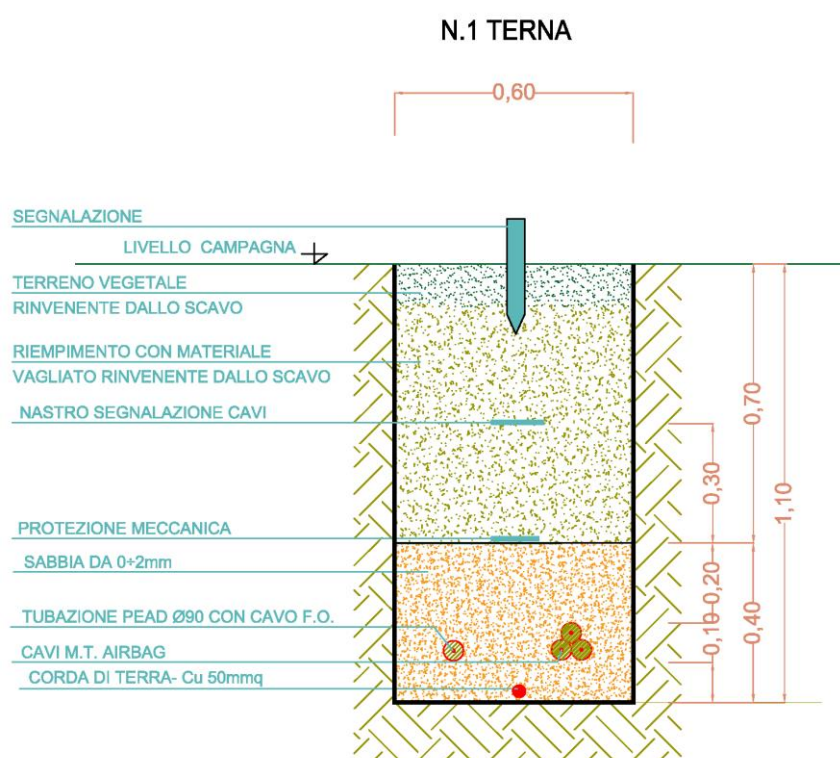 N.1 TERNA
0,60
SEGNALAZIONE
LIVELLO CAMPAGNA
TERRENO VEGETALE
RINVENENTE DALLO SCAVO
RIEMPIMENTO CON MATERIALE
VAGLIATO RINVENENTE DALLO SCAVO
NASTRO SEGNALAZIONE CAVI
PROTEZIONE MECCANICA
SABBIA DA 0÷2mm
TUBAZIONE PEAD Ø90 CON CAVO F.O.
CAVI M.T. AIRBAG
CORDA DI TERRA- Cu 50mmq
0,30
0,70
1,10
0,20
0,10
0,40